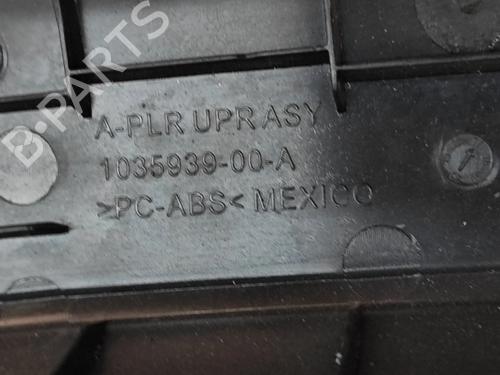 B-PARTS
A-PLR UPR ASY
1035939-00-A
>PC-ABS< MEXICO